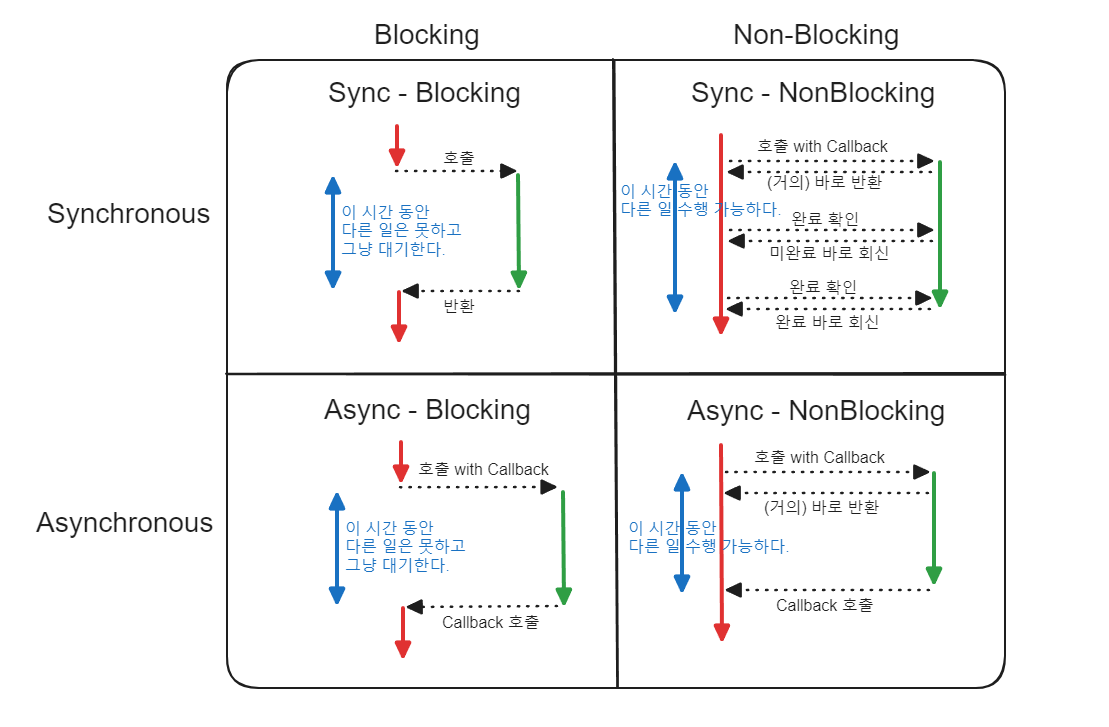 Blocking
Non-Blocking
Synchronous
Sync - Blocking
호출
이 시간 동안
다른 일은 못하고
그냥 대기한다.
반환
Sync - NonBlocking
호출 with Callback
(거의) 바로 반환
이 시간 동안
다른 일 수행 가능하다.
완료 확인
미완료 바로 회신
완료 확인
완료 바로 회신
Asynchronous
Async - Blocking
호출 with Callback
이 시간 동안
다른 일은 못하고
그냥 대기한다.
Callback 호출
Async - NonBlocking
호출 with Callback
(거의) 바로 반환
이 시간 동안
다른 일 수행 가능하다.
Callback 호출